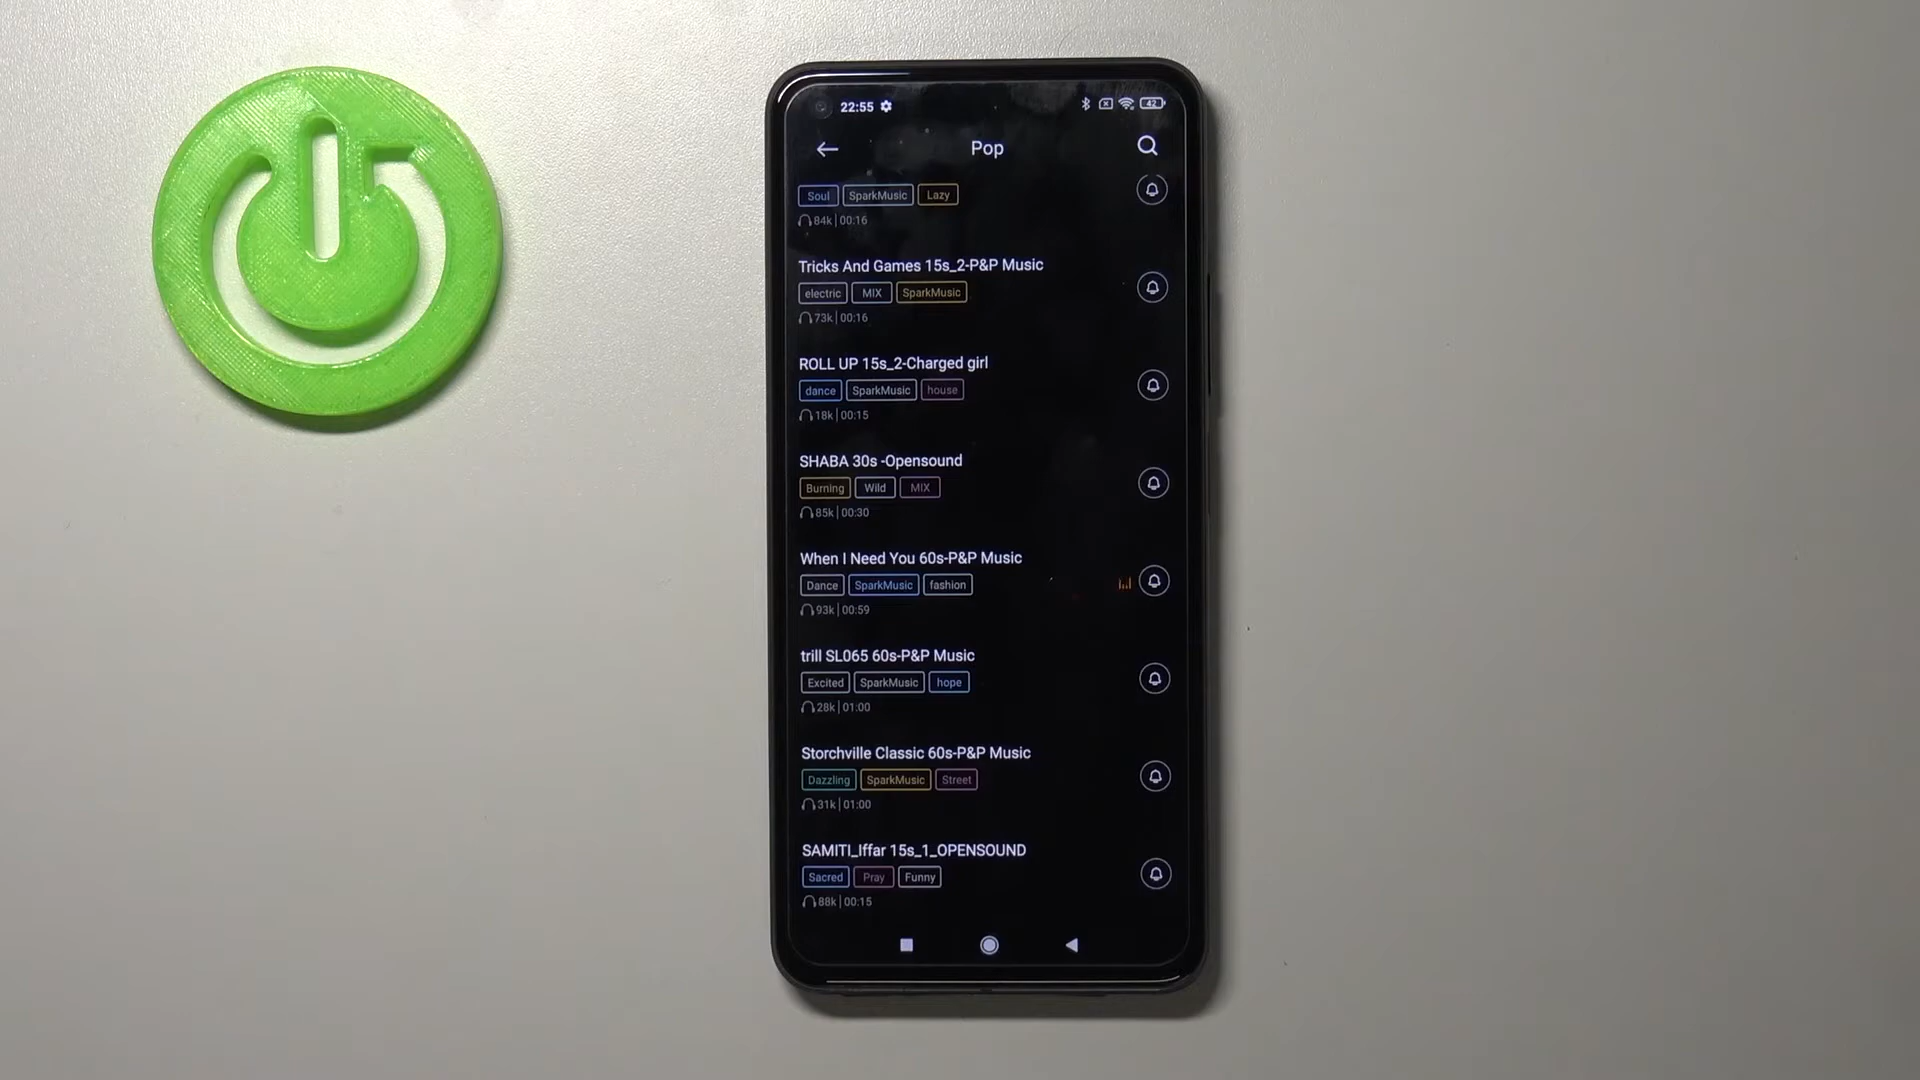 22:55
42
Pop
Soul SparkMusic Lazy
84k|00:16
Tricks And Games 15s_2-P&P Music
electric MIX SparkMusic
73k|00:16
ROLL UP 15s_2-Charged girl
dance SparkMusic house
18k|00:15
SHABA 30s -Opensound
Burning Wild MIX
85k|00:30
When I Need You 60s-P&P Music
Dance SparkMusic fashion
93k|00:59
trill SL065 60s-P&P Music
Excited SparkMusic hope
28k|01:00
Storchville Classic 60s-P&P Music
Dazzling SparkMusic Street
31k|01:00
SAMITI_Iffar 15s_1_OPENSOUND
Sacred Pray Funny
88k|00:15